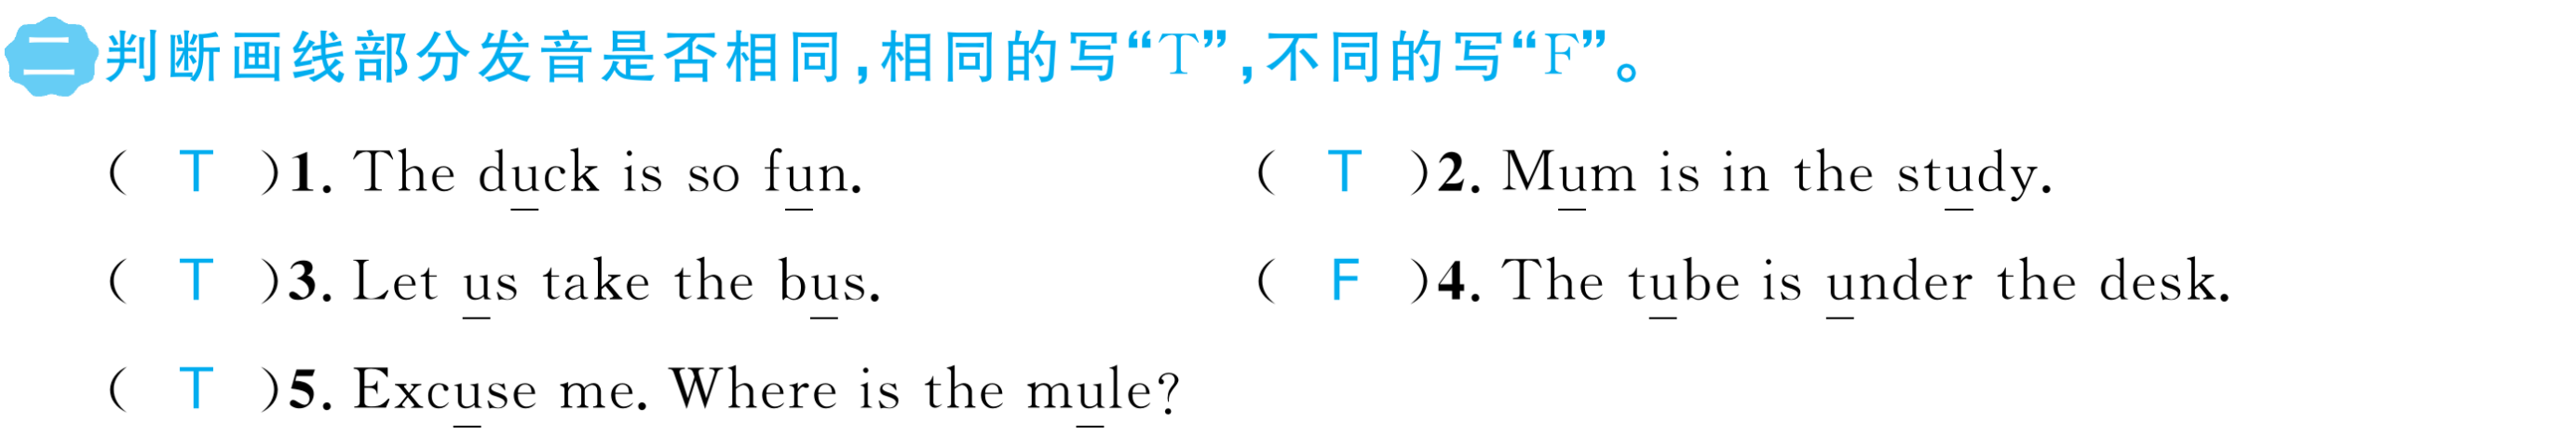 二 判断画线部分发音是否相同,相同的写“T”,不同的写“F”。
( T )1. The duck is so fun. ( T )2. Mum is in the study.
( T )3. Let us take the bus. ( F )4. The tube is under the desk.
( T )5. Excuse me. Where is the mule?